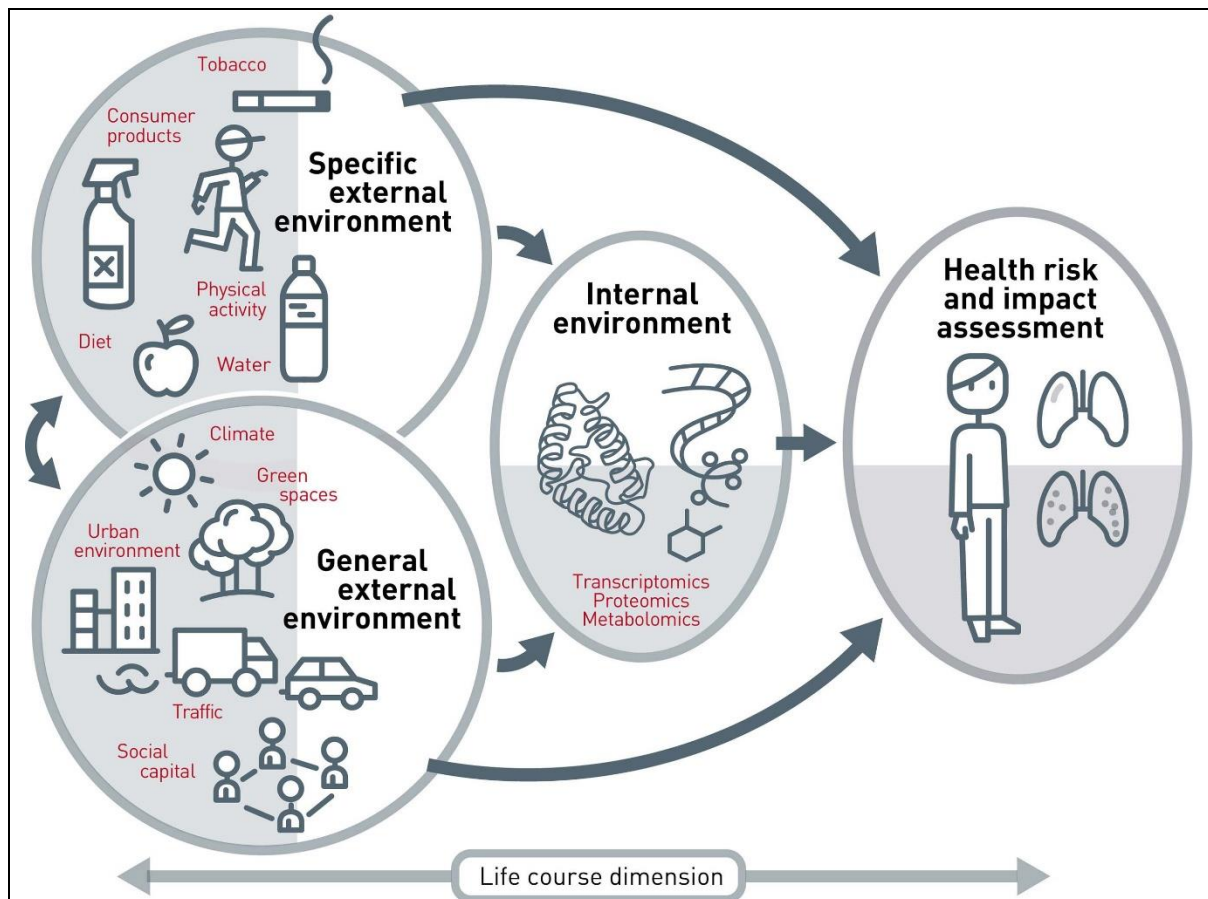 Tobacco
Consumer
products
Specific
external
environment
Physical
activity
Diet
Water
Climate
Green
spaces
Urban
environment
General
external
environment
Traffic
Social
capital
Internal
environment
Transcriptomics
Proteomics
Metabolomics
Health risk
and impact
assessment
Life course dimension